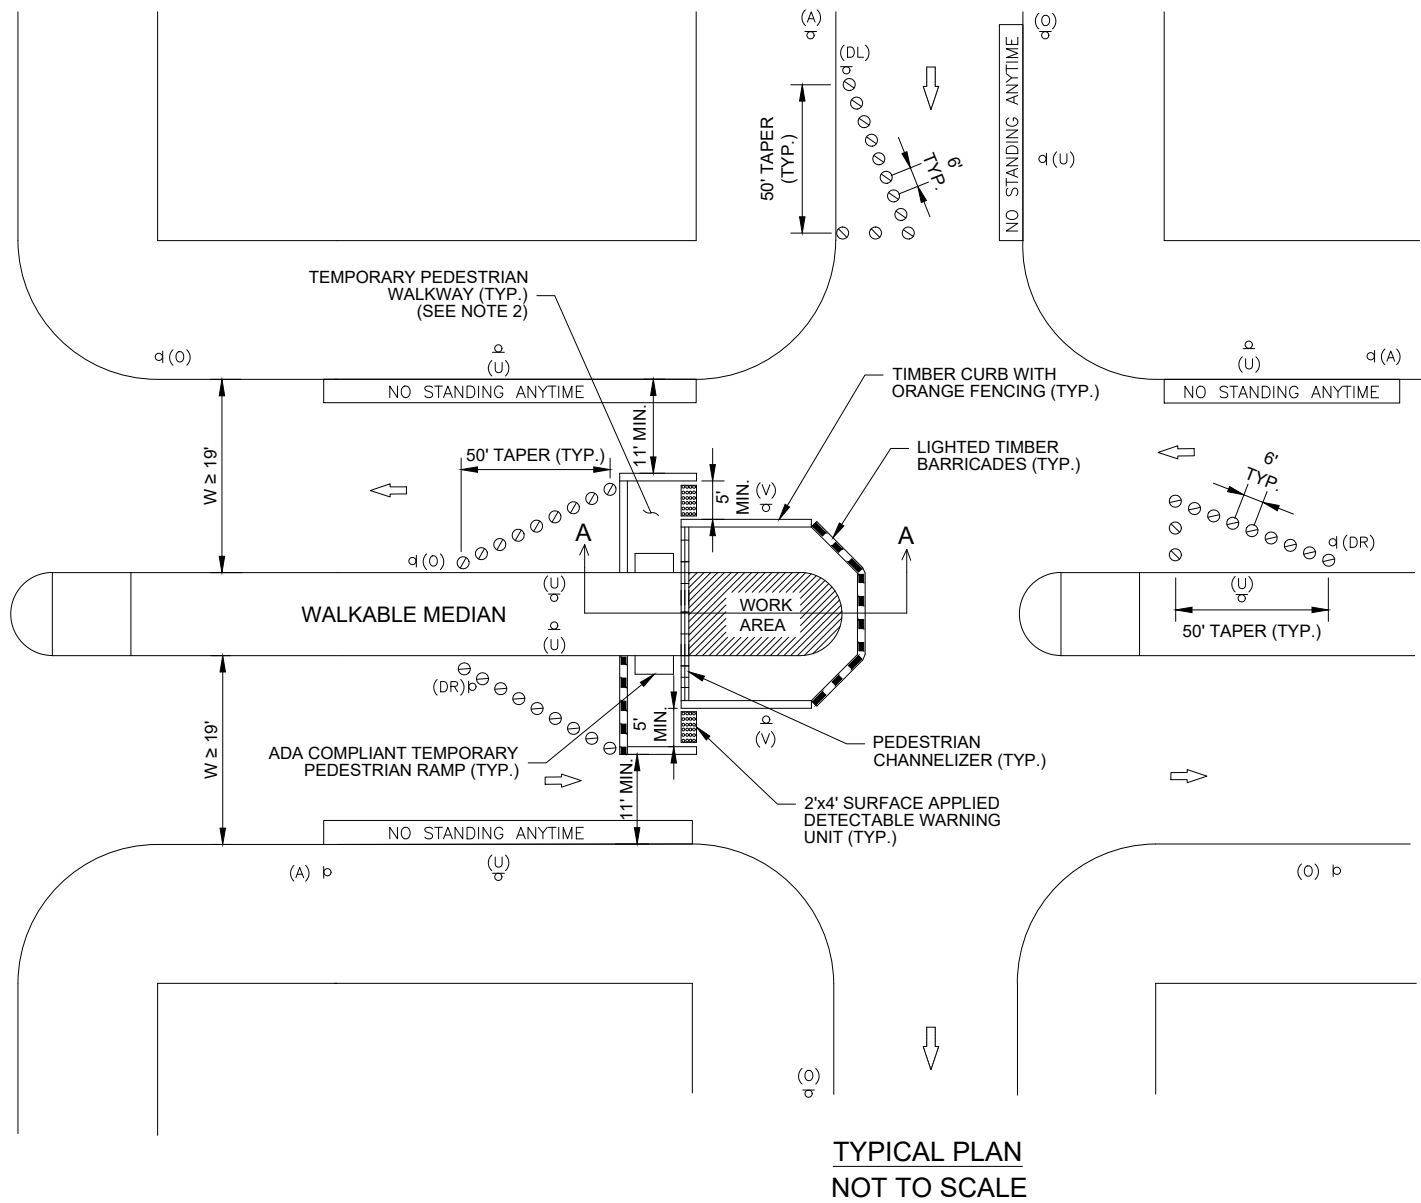 (A)
(O)
(DL)
NO STANDING ANYTIME
50' TAPER
(TYP.)
6'
TYP.
(U)
TEMPORARY PEDESTRIAN
WALKWAY (TYP.)
(SEE NOTE 2)
(O)
(U)
(U)
(A)
TIMBER CURB WITH
ORANGE FENCING (TYP.)
NO STANDING ANYTIME
NO STANDING ANYTIME
11' MIN.
LIGHTED TIMBER
BARRICADES (TYP.)
50' TAPER (TYP.)
W ≥ 19'
5'
MIN.
(V)
6'
TYP.
A
A
(O)
(DR)
(U)
(U)
WALKABLE MEDIAN
WORK
AREA
(U)
50' TAPER (TYP.)
(DR)
W ≥ 19'
5'
MIN.
(V)
ADA COMPLIANT TEMPORARY
PEDESTRIAN RAMP (TYP.)
PEDESTRIAN
CHANNELIZER (TYP.)
11' MIN.
2'x4' SURFACE APPLIED
DETECTABLE WARNING
UNIT (TYP.)
NO STANDING ANYTIME
(A)
(U)
(O)
(O)
TYPICAL PLAN
NOT TO SCALE